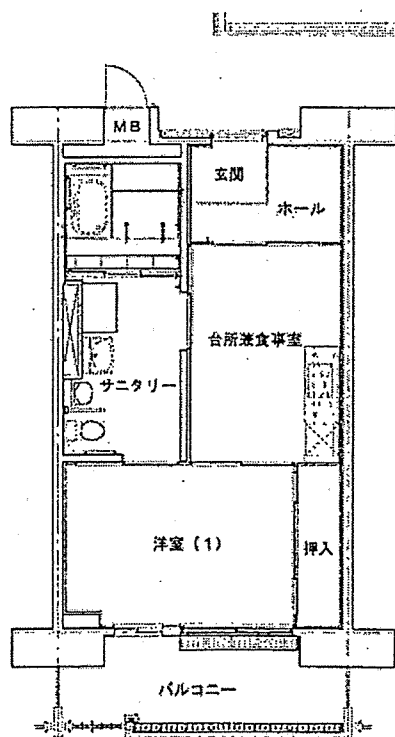 MB
玄関
ホール
台所兼食事室
サニタリー
洋室（1）
押入
バルコニー